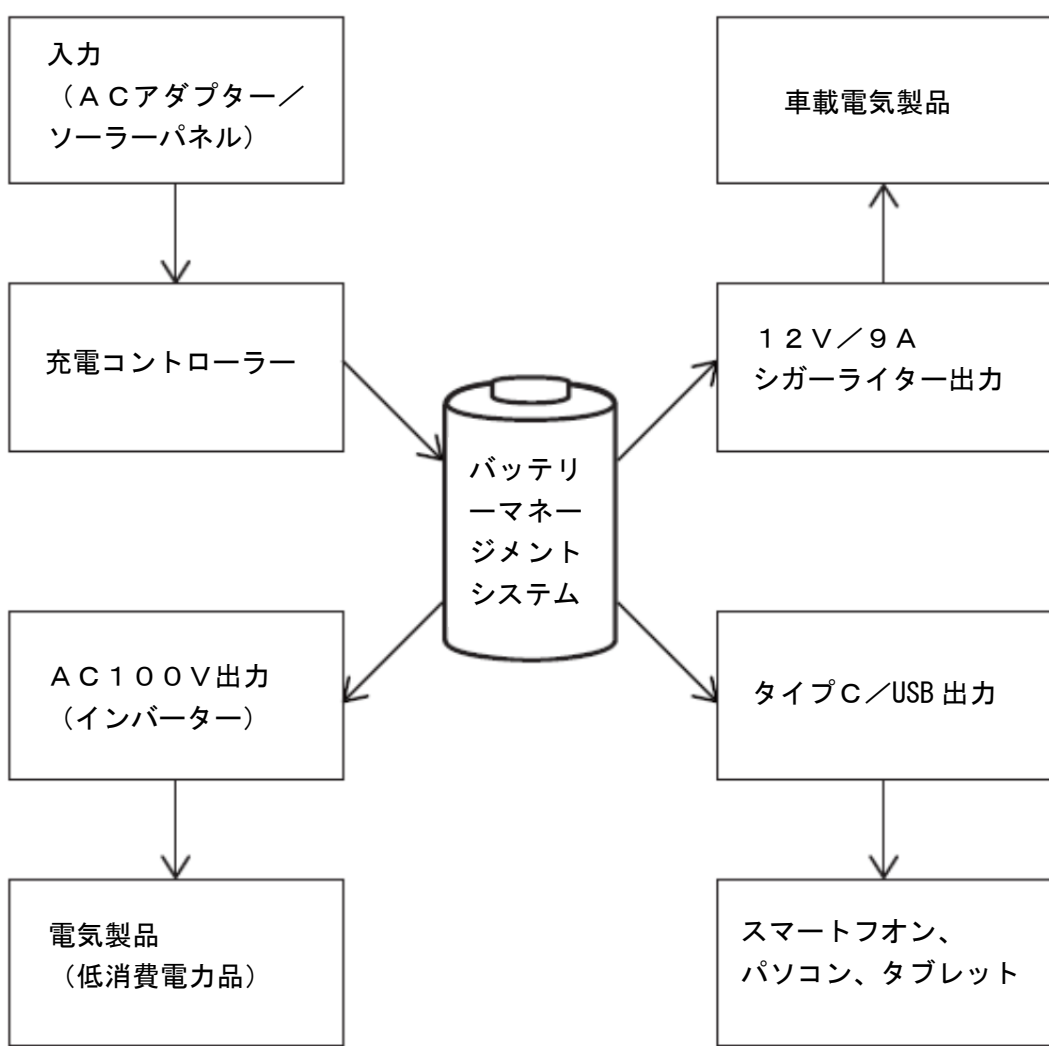 入力
（ＡＣアダプター／
ソーラーパネル）
車載電気製品
充電コントローラー
１２Ｖ／９Ａ
シガーライター出力
バッテリ
ーマネー
ジメント
システム
ＡＣ１００Ｖ出力
（インバーター）
タイプＣ／USB 出力
電気製品
（低消費電力品）
スマートフオン、
パソコン、タブレット